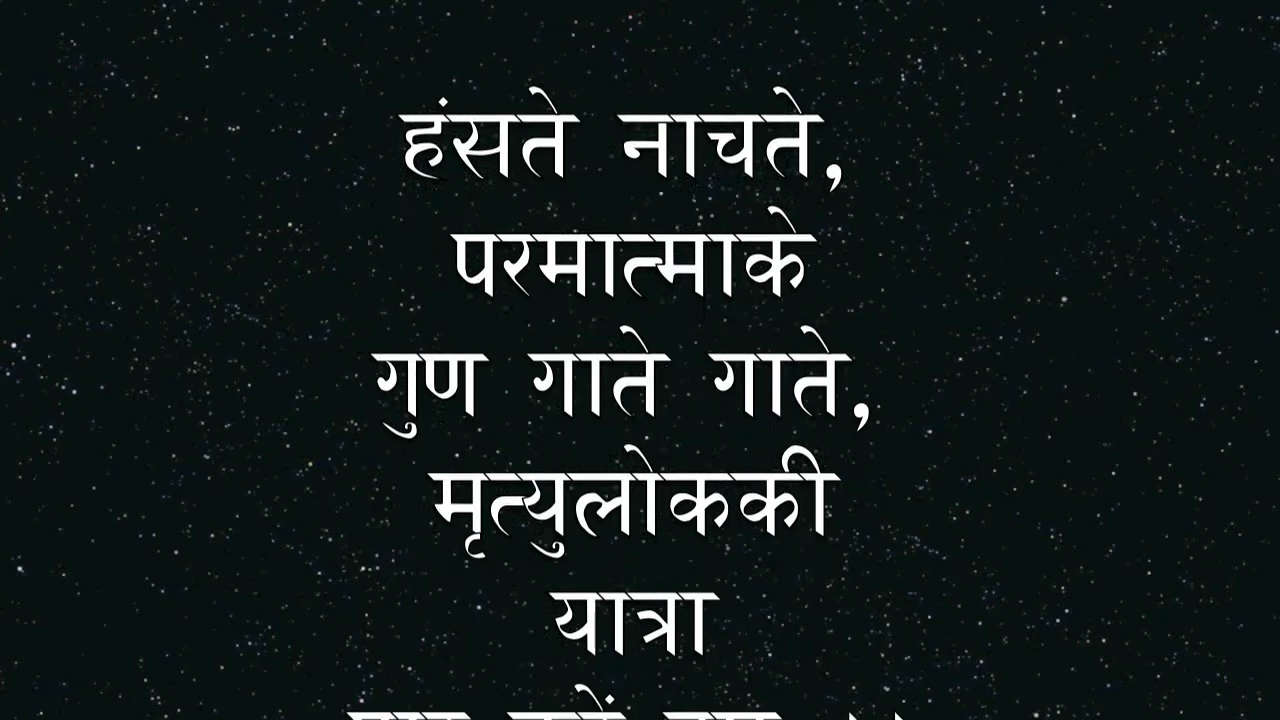 हंसते नाचते,
परमात्माके
गुण गाते गाते,
मृत्युलोककी
यात्रा